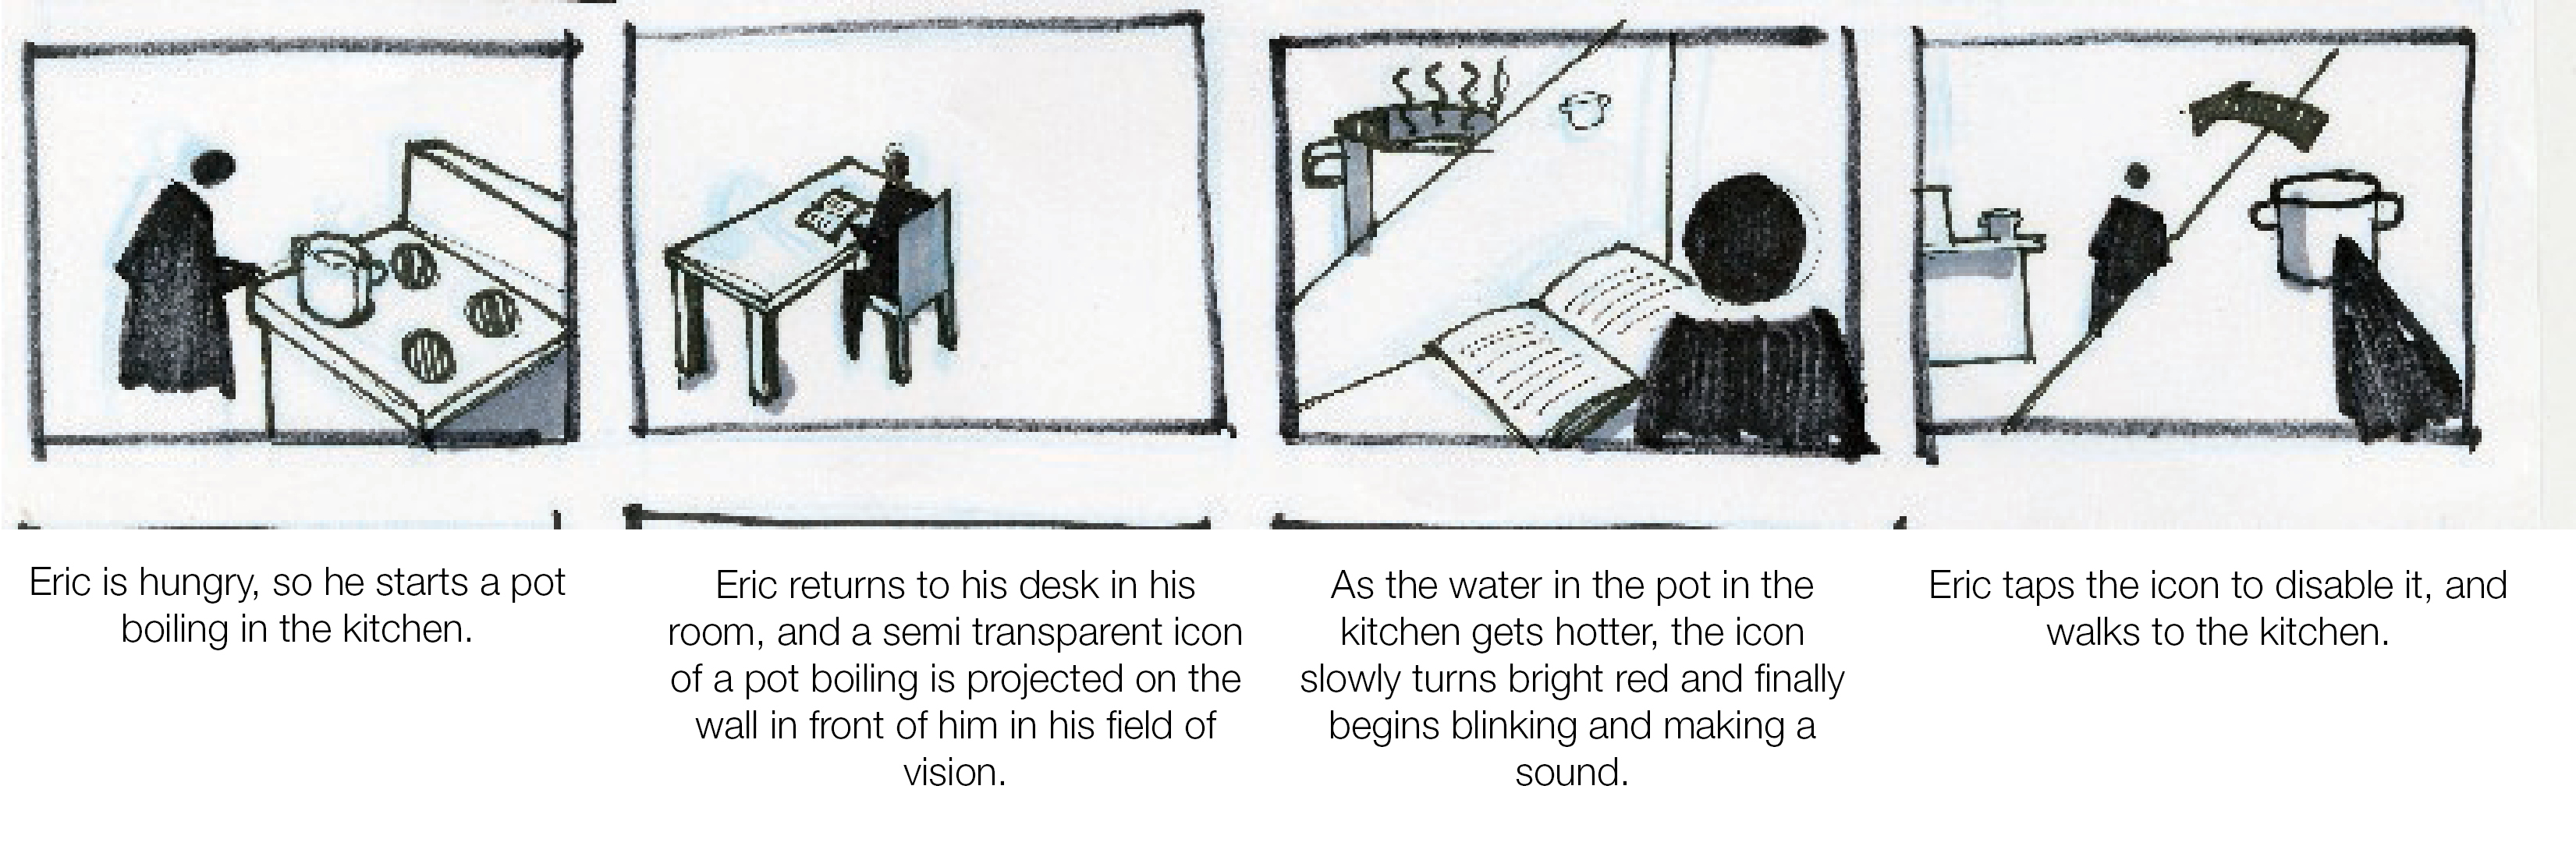 Eric is hungry, so he starts a pot
boiling in the kitchen.
Eric returns to his desk in his
room, and a semi transparent icon
of a pot boiling is projected on the
wall in front of him in his field of
vision.
As the water in the pot in the
kitchen gets hotter, the icon
slowly turns bright red and finally
begins blinking and making a
sound.
Eric taps the icon to disable it, and
walks to the kitchen.